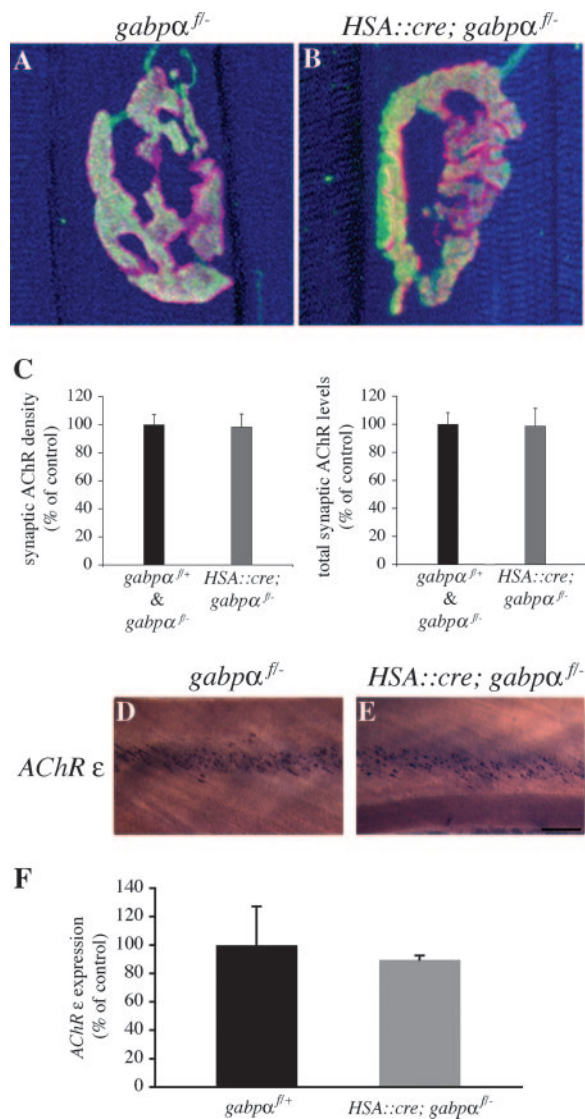 gabpα f/-
HSA::cre; gabpα f/-
A
B
C
synaptic AChR density
(% of control)
120
100
80
60
40
20
0
gabpα f/+
&
gabpα f/-
HSA::cre;
gabpα f/-
total synaptic AChR levels
(% of control)
120
100
80
60
40
20
0
gabpα f/+
&
gabpα f/-
HSA::cre;
gabpα f/-
gabpα f/-
HSA::cre; gabpα f/-
AChR ε
D
E
F
AChR ε expression
(% of control)
140
120
100
80
60
40
20
0
gabpα f/+
HSA::cre; gabpα f/-